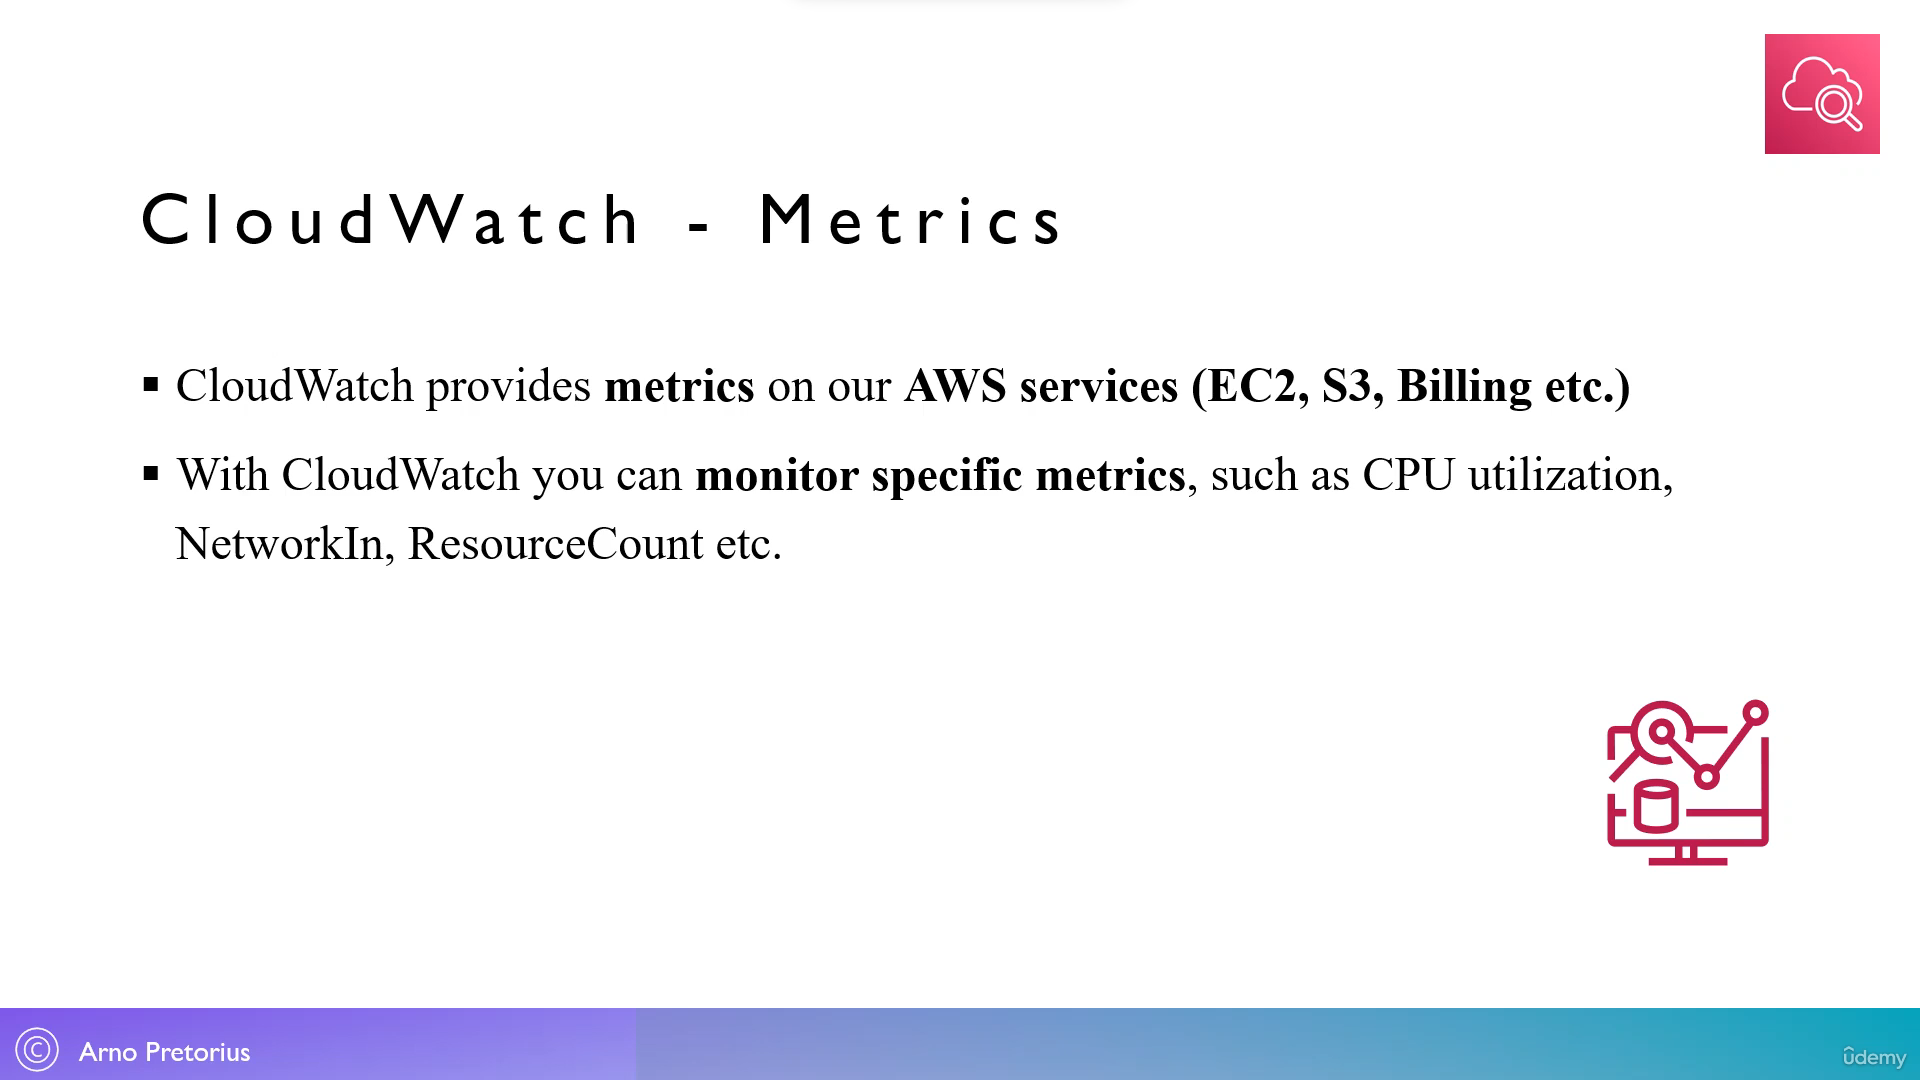 CloudWatch - Metrics
▪ CloudWatch provides metrics on our AWS services (EC2, S3, Billing etc.)
▪ With CloudWatch you can monitor specific metrics, such as CPU utilization,
NetworkIn, ResourceCount etc.
© Arno Pretorius
ûdemy